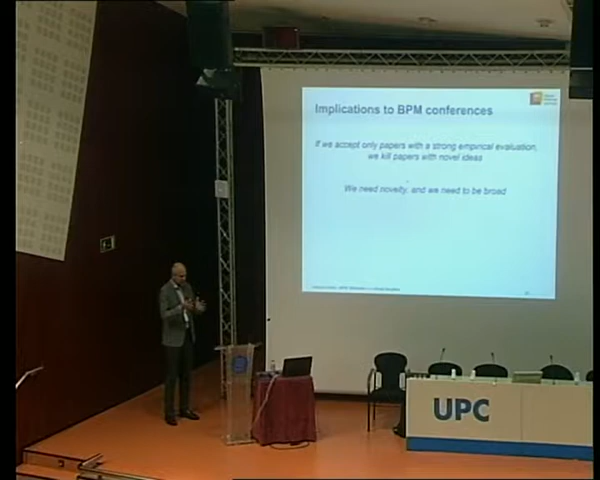 Implications to BPM conferences
If we accept only papers with a strong empirical evaluation,
we kill papers with novel ideas
We need novelty, and we need to be broad
UPC